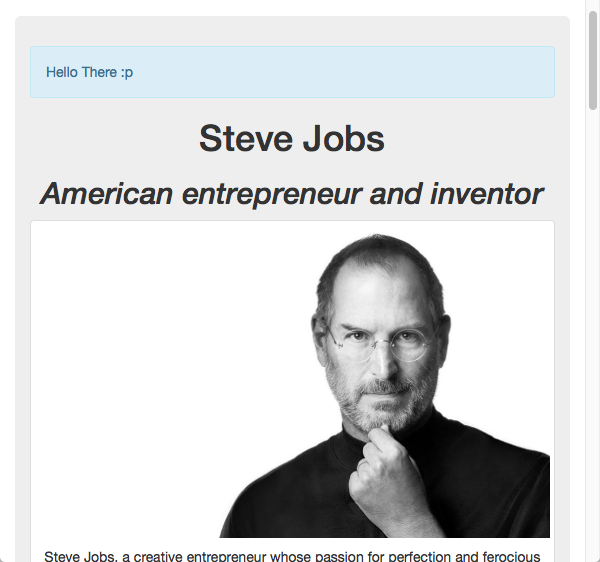 Hello There :p
Steve Jobs
American entrepreneur and inventor
Steve Jobs, a creative entrepreneur whose passion for perfection and ferocious